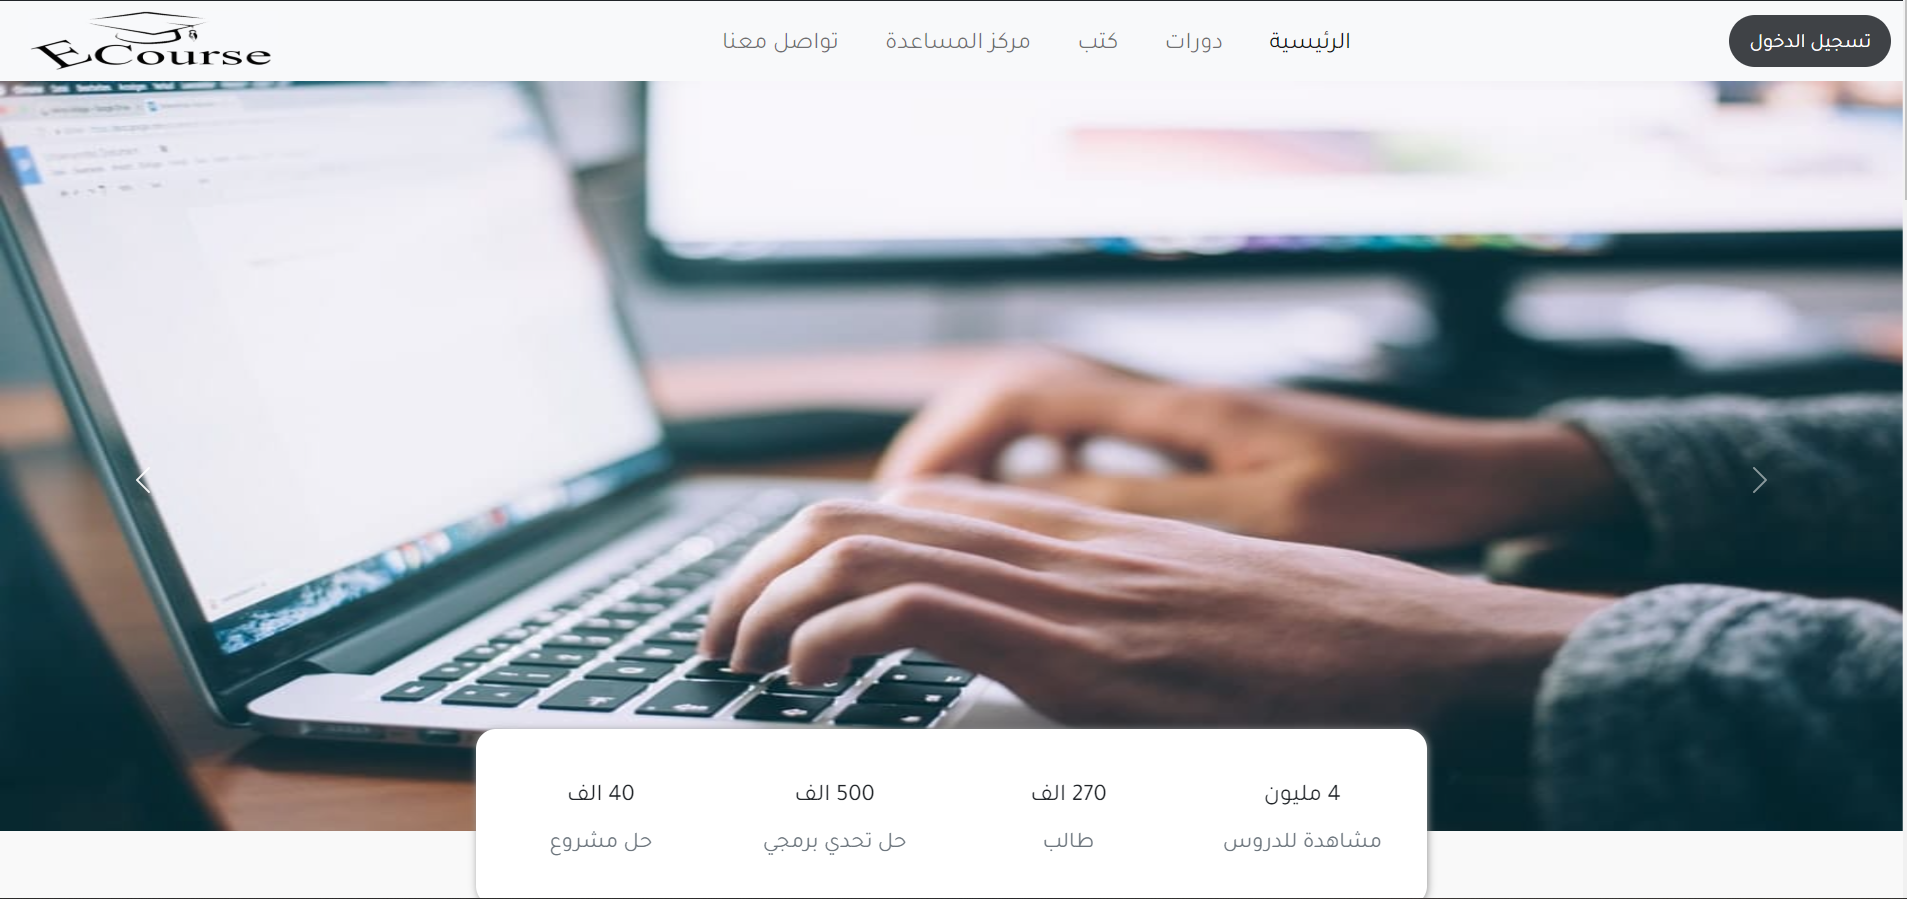 تسجيل الدخول
الرئيسية
دورات
كتب
مركز المساعدة
تواصل معنا
ECourse
4 مليون
مشاهدة للدروس
270 الف
طالب
500 الف
حل تحدي برمجي
40 الف
حل مشروع